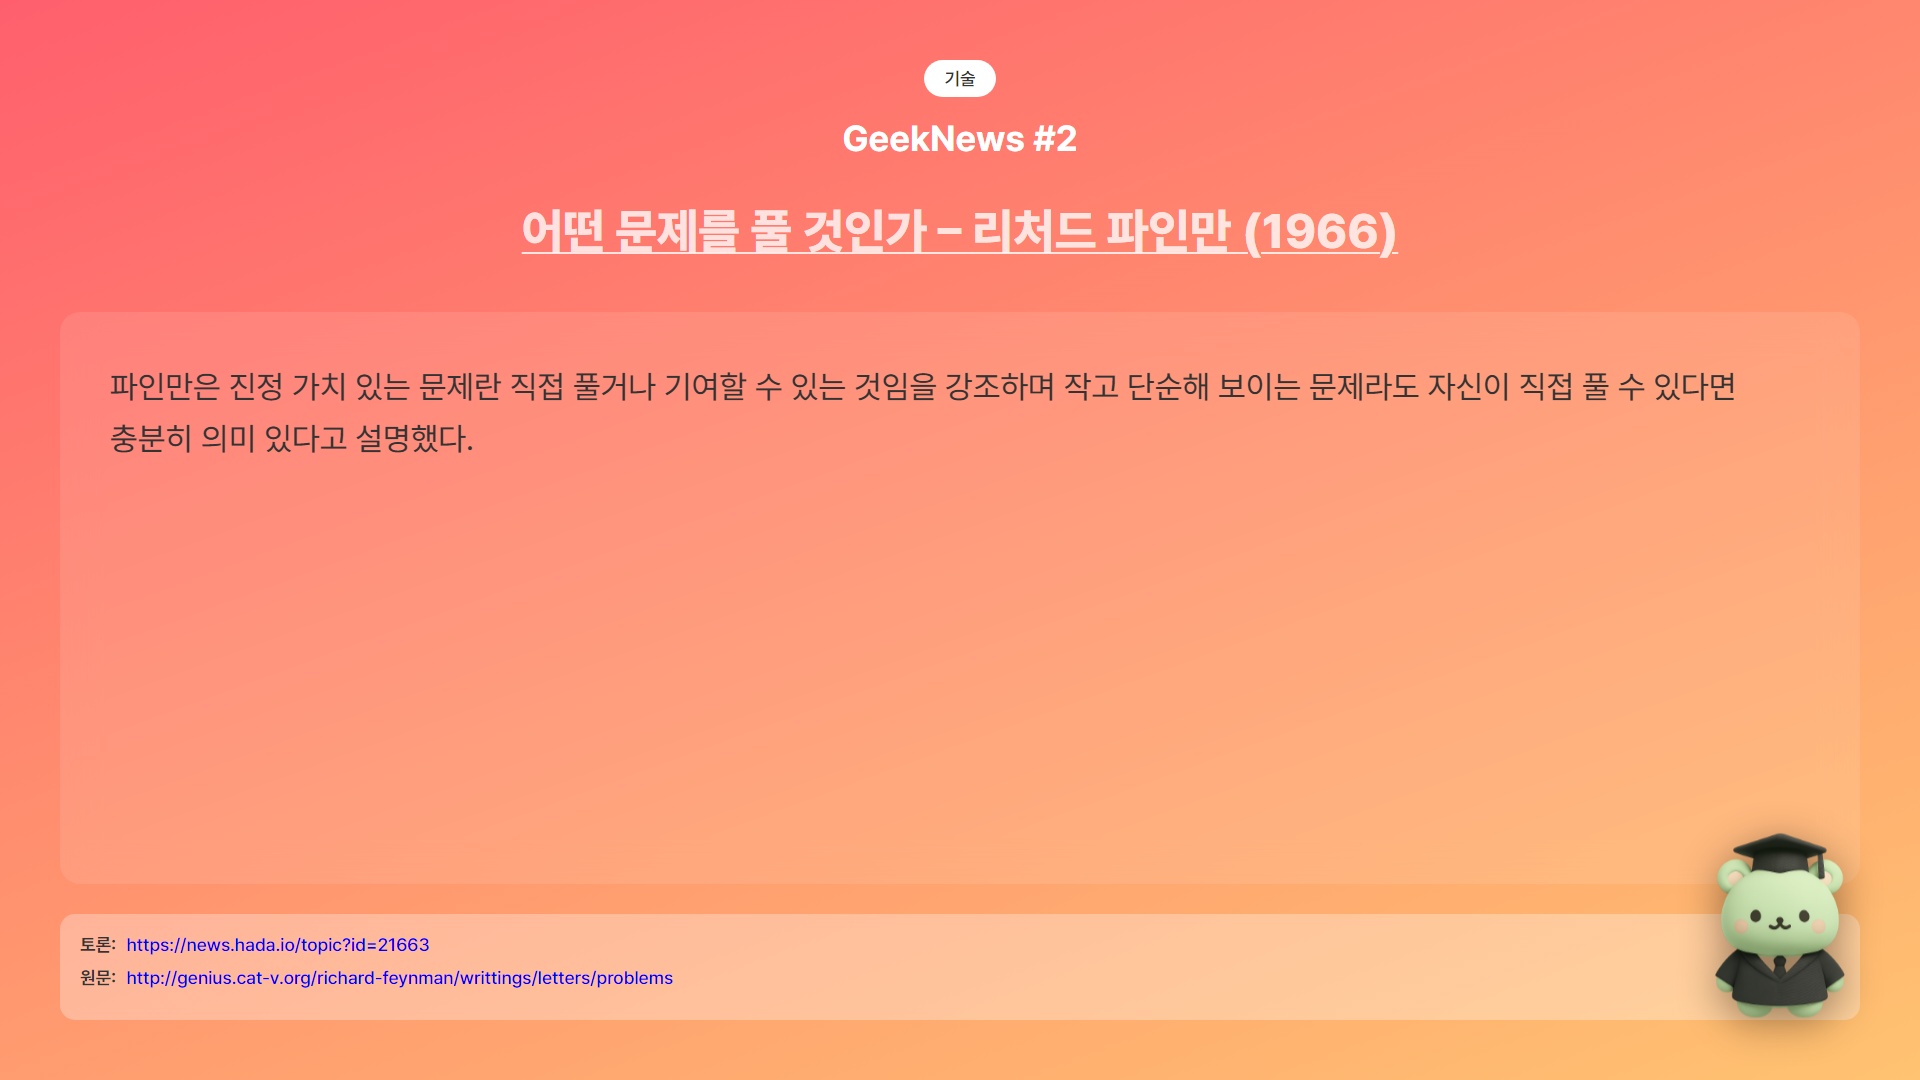 기술
GeekNews #2
어떤 문제를 풀 것인가 – 리처드 파인만 (1966)
파인만은 진정 가치 있는 문제란 직접 풀거나 기여할 수 있는 것임을 강조하며 작고 단순해 보이는 문제라도 자신이 직접 풀 수 있다면
충분히 의미 있다고 설명했다.
토론: https://news.hada.io/topic?id=21663
원문: http://genius.cat-v.org/richard-feynman/writtings/letters/problems